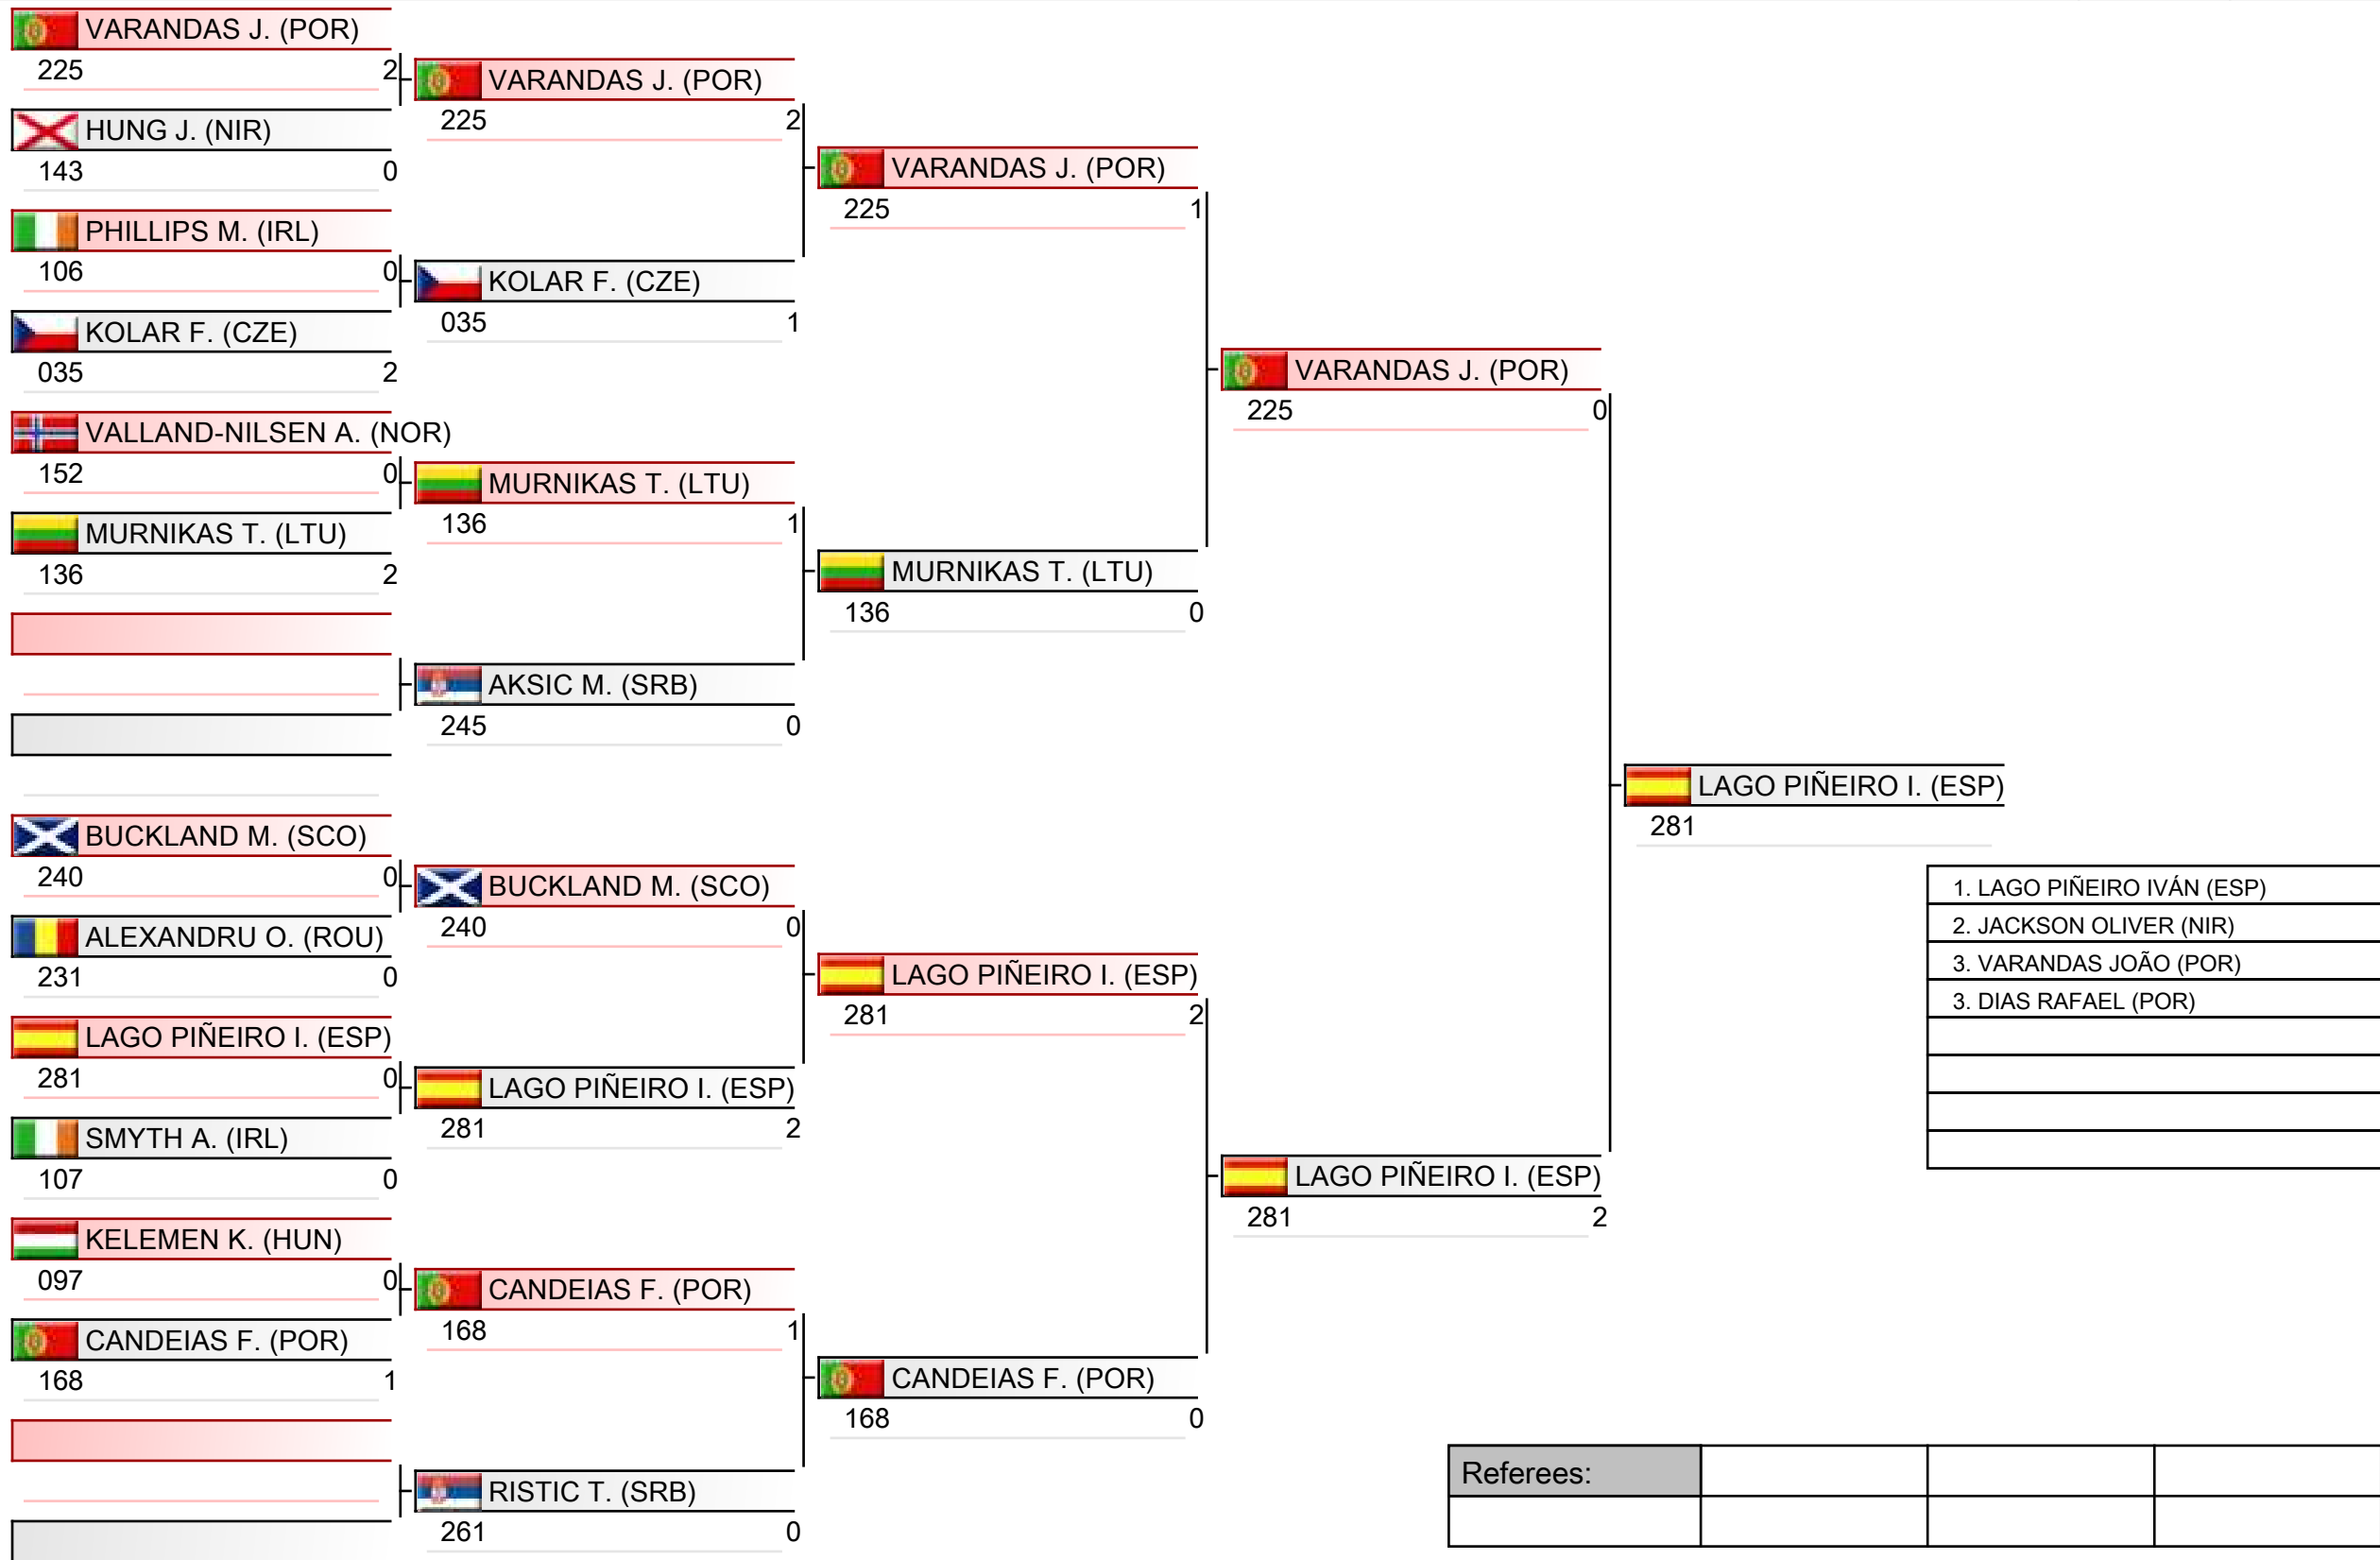 VARANDAS J. (POR)
225 2
HUNG J. (NIR)
143 0
PHILLIPS M. (IRL)
106 0
KOLAR F. (CZE)
035 2
VALLAND-NILSEN A. (NOR)
152 0
MURNIKAS T. (LTU)
136 2
BUCKLAND M. (SCO)
240 0
ALEXANDRU O. (ROU)
231 0
LAGO PIÑEIRO I. (ESP)
281 0
SMYTH A. (IRL)
107 0
KELEMEN K. (HUN)
097 0
CANDEIAS F. (POR)
168 1
VARANDAS J. (POR)
225 2
KOLAR F. (CZE)
035 1
MURNIKAS T. (LTU)
136 1
AKSIC M. (SRB)
245 0
BUCKLAND M. (SCO)
240 0
LAGO PIÑEIRO I. (ESP)
281 2
CANDEIAS F. (POR)
168 1
RISTIC T. (SRB)
261 0
VARANDAS J. (POR)
225 1
MURNIKAS T. (LTU)
136 0
LAGO PIÑEIRO I. (ESP)
281 2
CANDEIAS F. (POR)
168 0
VARANDAS J. (POR)
225 0
LAGO PIÑEIRO I. (ESP)
281 2
LAGO PIÑEIRO I. (ESP)
281
1. LAGO PIÑEIRO IVÁN (ESP)
2. JACKSON OLIVER (NIR)
3. VARANDAS JOÃO (POR)
3. DIAS RAFAEL (POR)
Referees: